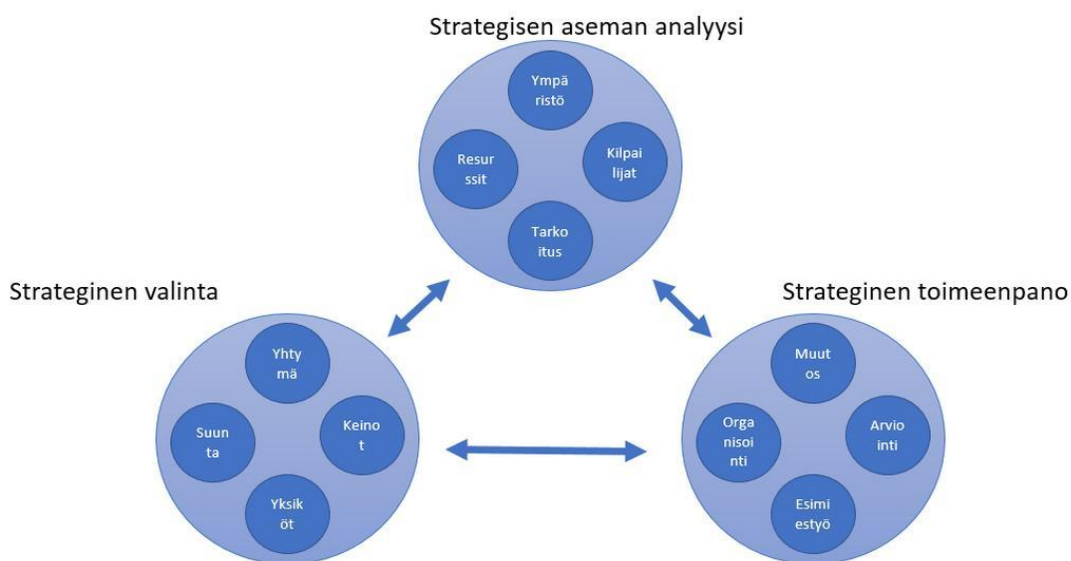 Strategisen aseman analyysi
Ympä
ristö
Resur
ssit
Kilpai
lijat
Tarko
itus
Strateginen valinta
Yhty
mä
Suun
ta
Keino
t
Yksik
öt
Strateginen toimeenpano
Muut
os
Orga
nisoi
nti
Arvio
inti
Esimi
estyö